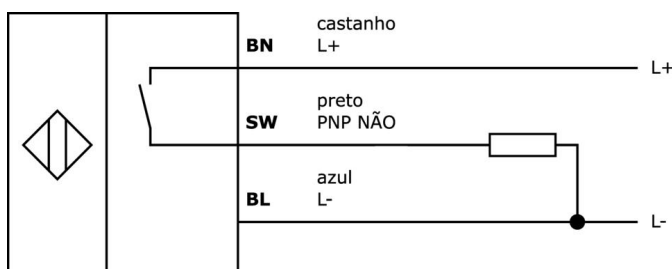 castanho
BN L+
L+
preto
SW PNP NÃO
azul
BL L-
L-